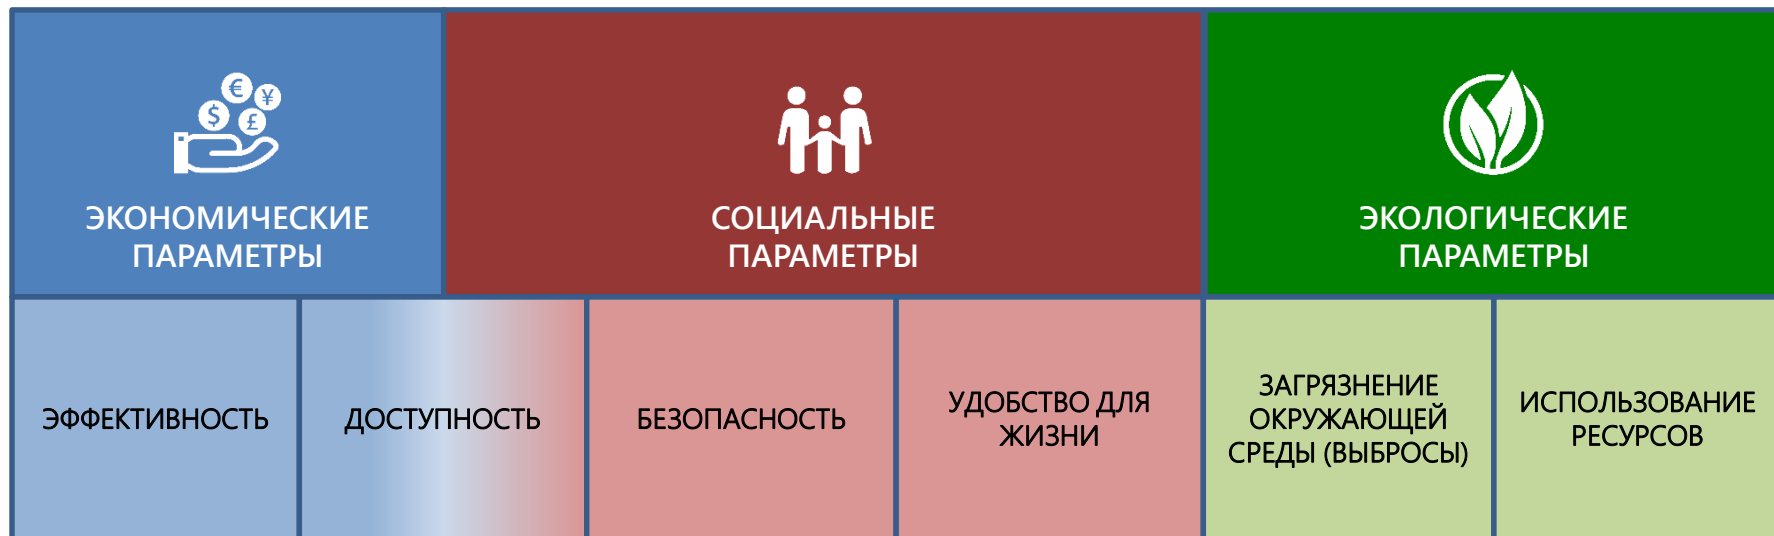 ЭКОНОМИЧЕСКИЕ
ПАРАМЕТРЫ
СОЦИАЛЬНЫЕ
ПАРАМЕТРЫ
ЭКОЛОГИЧЕСКИЕ
ПАРАМЕТРЫ
ЭФФЕКТИВНОСТЬ
ДОСТУПНОСТЬ
БЕЗОПАСНОСТЬ
УДОБСТВО ДЛЯ
ЖИЗНИ
ЗАГРЯЗНЕНИЕ
ОКРУЖАЮЩЕЙ
СРЕДЫ (ВЫБРОСЫ)
ИСПОЛЬЗОВАНИЕ
РЕСУРСОВ